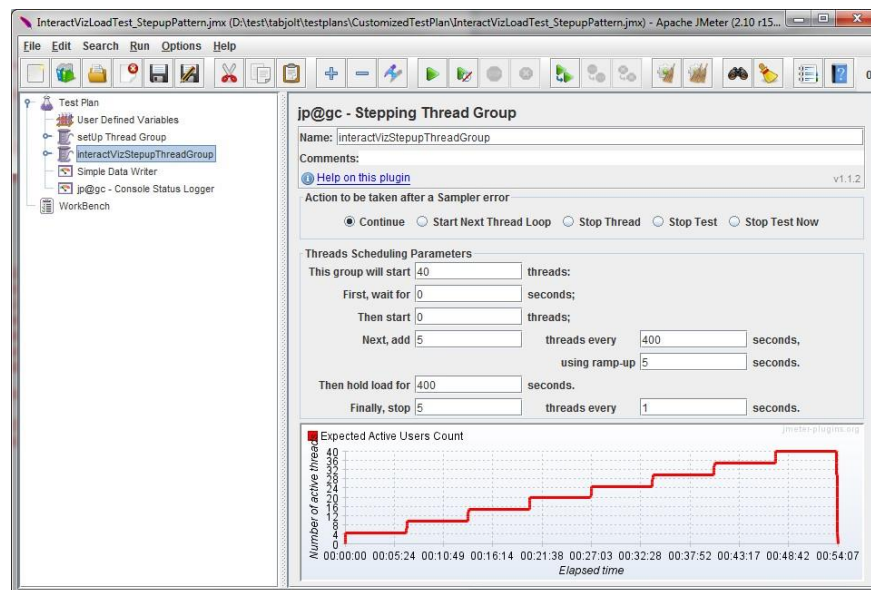 InteractVizLoadTest_StepupPattern.jmx (D:\test\tabjolt\testplans\CustomizedTestPlan\InteractVizLoadTest_StepupPattern.jmx) - Apache JMeter (2.10 r15...
File Edit Search Run Options Help
0
Test Plan
User Defined Variables
setUp Thread Group
interactVizStepupThreadGroup
Simple Data Writer
jp@gc - Console Status Logger
WorkBench
jp@gc - Stepping Thread Group
Name: interactVizStepupThreadGroup
Comments:
Help on this plugin v1.1.2
Action to be taken after a Sampler error
Continue Start Next Thread Loop Stop Thread Stop Test Stop Test Now
Threads Scheduling Parameters
This group will start 40 threads:
First, wait for 0 seconds;
Then start 0 threads;
Next, add 5 threads every 400 seconds,
using ramp-up 5 seconds.
Then hold load for 400 seconds.
Finally, stop 5 threads every 1 seconds.
jmeter-plugins.org
Expected Active Users Count
Number of active threads
40
36
32
28
24
20
16
12
8
4
0
00:00:00 00:05:24 00:10:49 00:16:14 00:21:38 00:27:03 00:32:28 00:37:52 00:43:17 00:48:42 00:54:07
Elapsed time